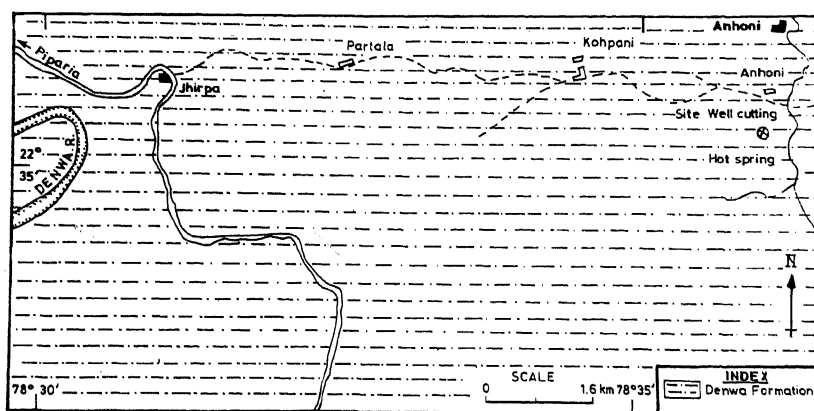 Anhoni
Piparia
Partala
Kohpani
Jhirpa
Anhoni
Site Well cutting
Hot spring
22°
35′
DENWA R.
N
SCALE
0 1.6 km
78° 30′
78° 35′
INDEX
Denwa Formation